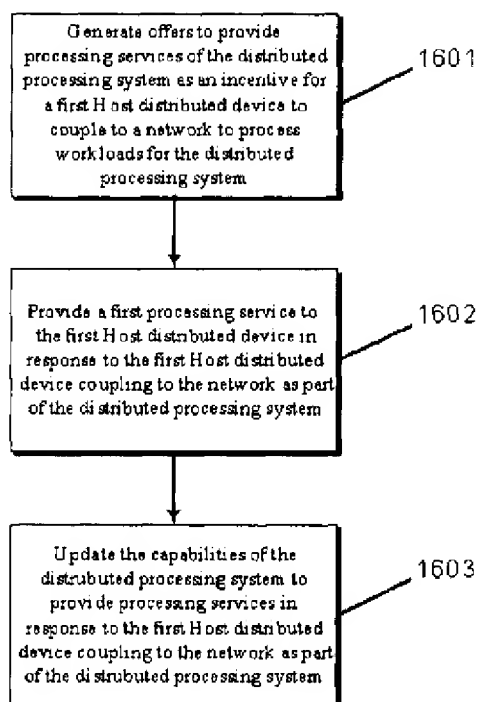 Generate offers to provide
processing services of the distributed
processing system as an incentive for
a first Host distributed device to
couple to a network to process
workloads for the distributed
processing system
1601
Provide a first processing service to
the first Host distributed device in
response to the first Host distributed
device coupling to the network as part
of the distributed processing system
1602
Update the capabilities of the
distrubuted processing system to
provide processing services in
response to the first Host distributed
device coupling to the network as part
of the distrubuted processing system
1603